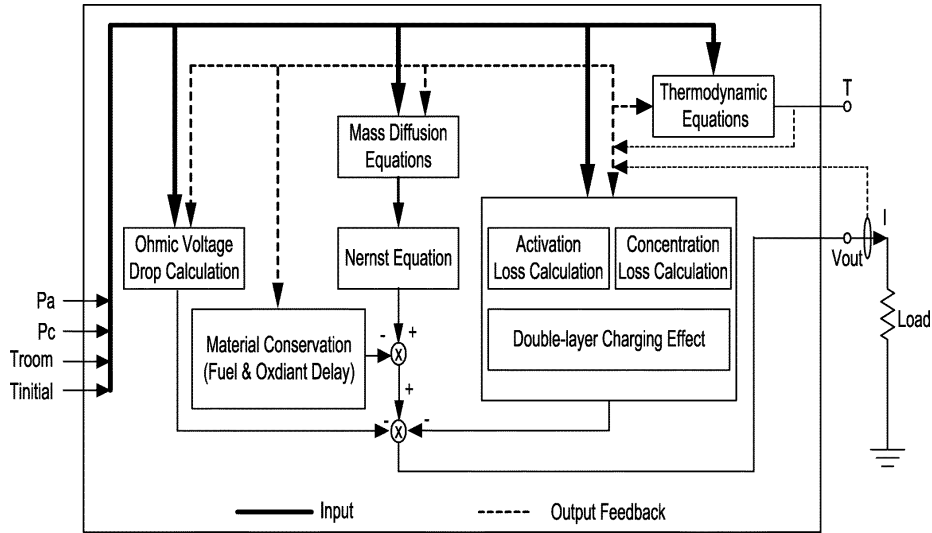 Thermodynamic
Equations
T
Mass Diffusion
Equations
Ohmic Voltage
Drop Calculation
Nernst Equation
Activation
Loss Calculation
Concentration
Loss Calculation
I
Vout
Pa
Pc
Troom
Tinitial
Material Conservation
(Fuel & Oxdiant Delay)
Double-layer Charging Effect
Load
- +
X
+
- X -
Input
Output Feedback